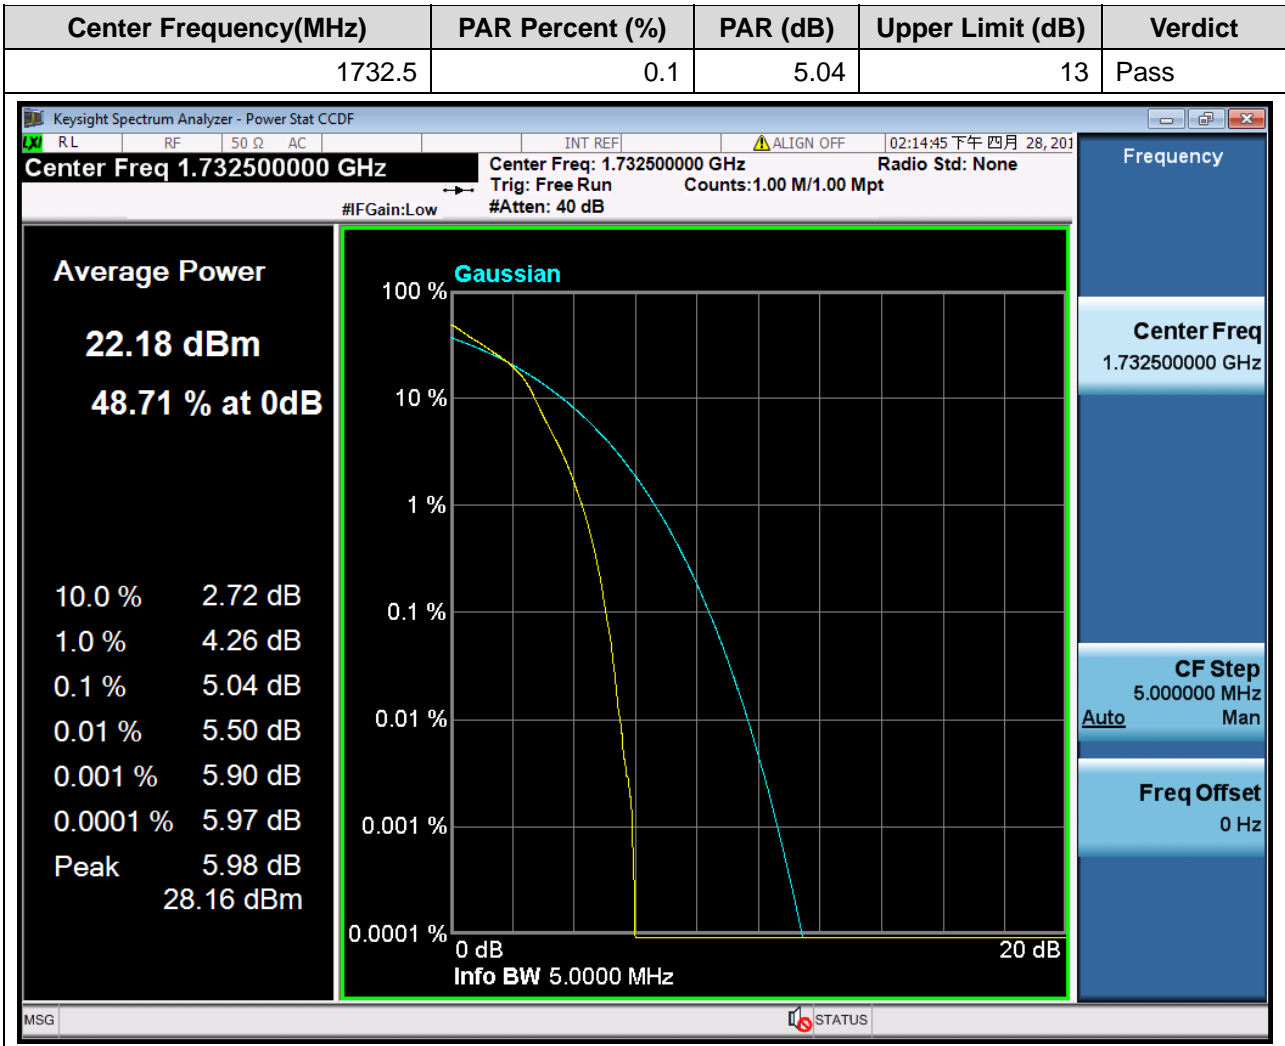 Center Frequency(MHz) PAR Percent (%) PAR (dB) Upper Limit (dB) Verdict
1732.5 0.1 5.04 13 Pass
Keysight Spectrum Analyzer - Power Stat CCDF
LXI RL RF 50 Ω AC INT REF ALIGN OFF 02:14:45 下午 四月 28, 201
Center Freq 1.732500000 GHz
Center Freq: 1.732500000 GHz Radio Std: None
Trig: Free Run Counts:1.00 M/1.00 Mpt
#IFGain:Low #Atten: 40 dB
Average Power
22.18 dBm
48.71 % at 0dB
10.0 % 2.72 dB
1.0 % 4.26 dB
0.1 % 5.04 dB
0.01 % 5.50 dB
0.001 % 5.90 dB
0.0001 % 5.97 dB
Peak 5.98 dB
28.16 dBm
Gaussian
100 %
10 %
1 %
0.1 %
0.01 %
0.001 %
0.0001 %
0 dB 20 dB
Info BW 5.0000 MHz
Frequency
Center Freq
1.732500000 GHz
CF Step
5.000000 MHz
Auto Man
Freq Offset
0 Hz
MSG STATUS